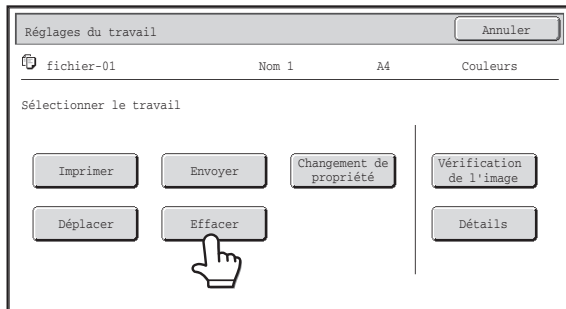 Réglages du travail
Annuler
fichier-01 Nom 1 A4 Couleurs
Sélectionner le travail
Imprimer
Envoyer
Changement de
propriété
Vérification
de l'image
Déplacer
Effacer
Détails